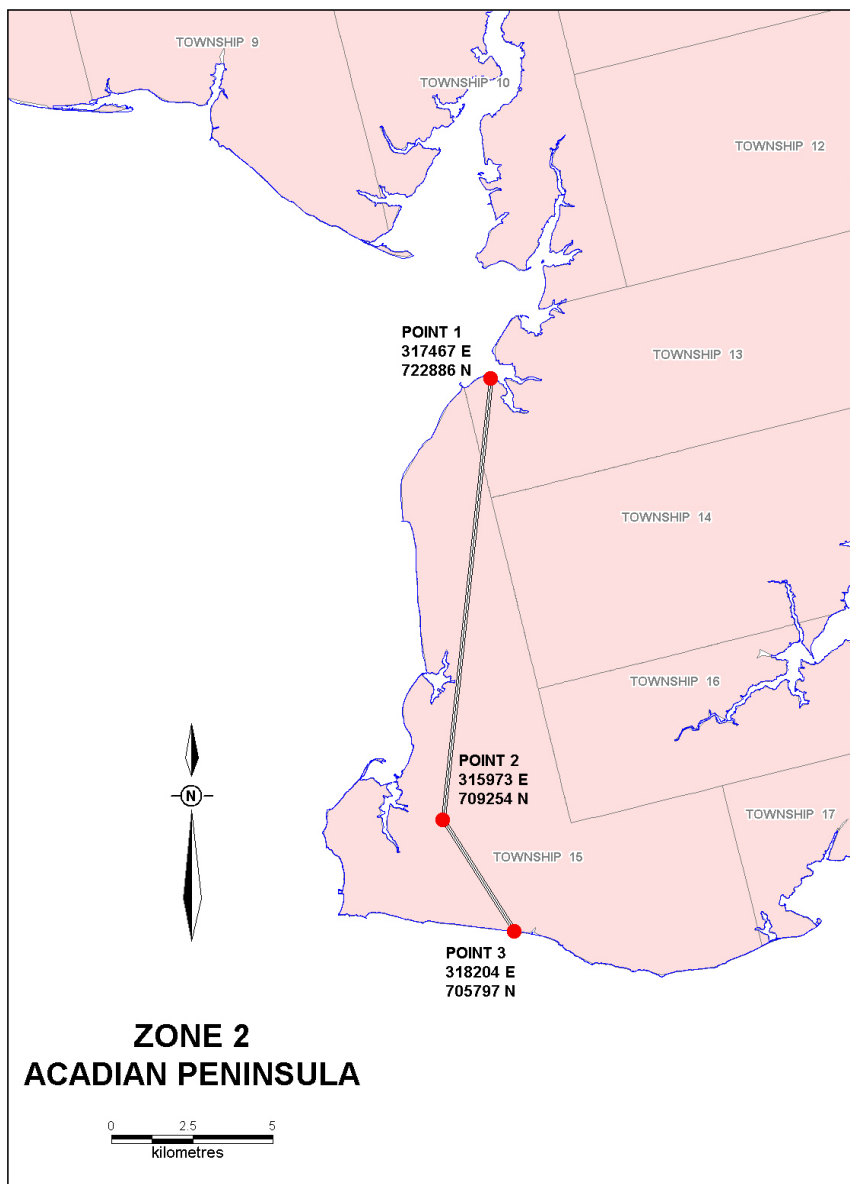 TOWNSHIP 9
TOWNSHIP 10
TOWNSHIP 12
POINT 1
317467 E
722886 N
TOWNSHIP 13
TOWNSHIP 14
TOWNSHIP 16
POINT 2
315973 E
709254 N
N
TOWNSHIP 17
TOWNSHIP 15
POINT 3
318204 E
705797 N
ZONE 2
ACADIAN PENINSULA
0 2.5 5
kilometres